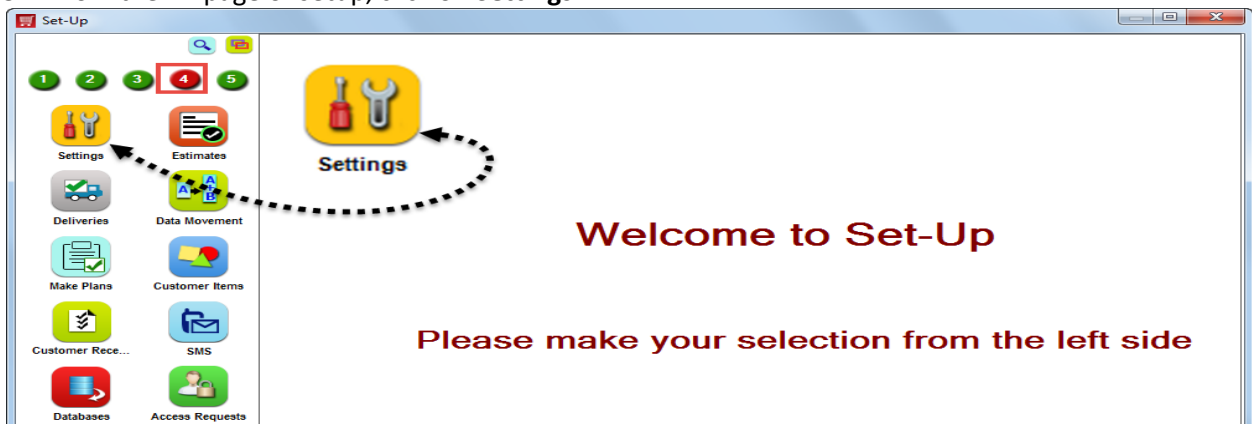 Set-Up
1 2 3 4 5
Settings Estimates
Settings
Deliveries Data Movement
A A+B
Welcome to Set-Up
Make Plans Customer Items
Please make your selection from the left side
Customer Rece... SMS
Databases Access Requests